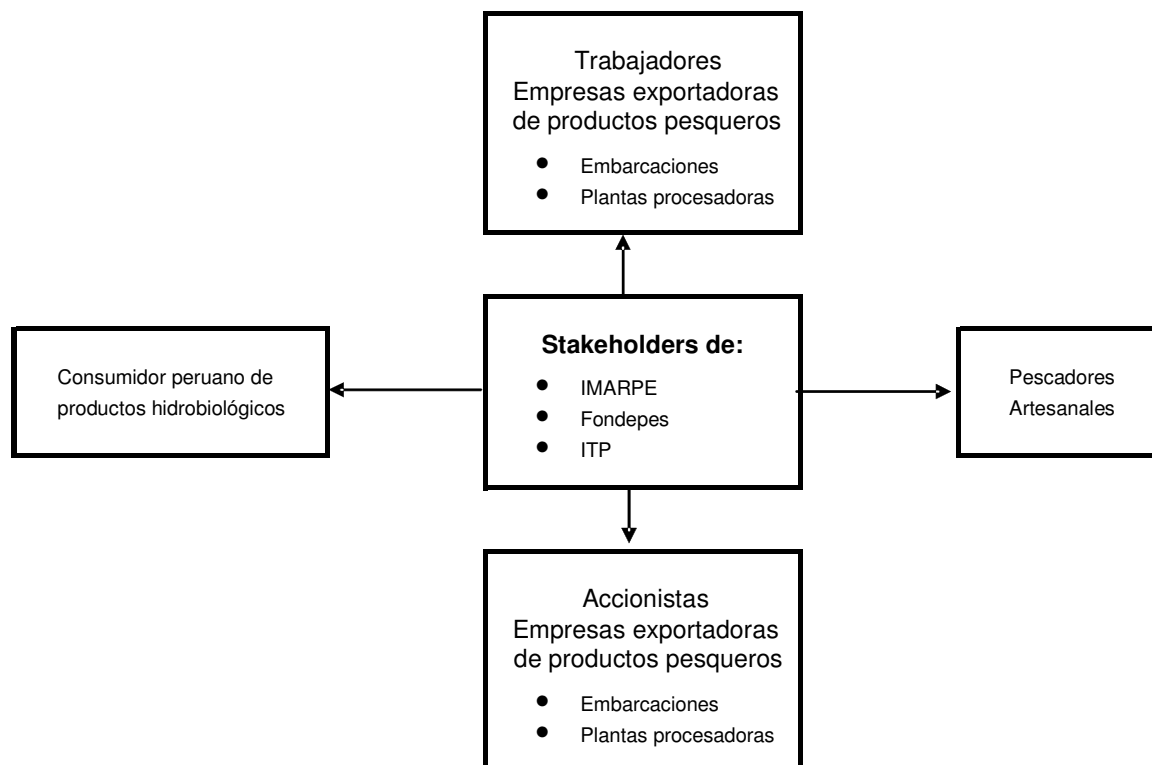 Trabajadores
Empresas exportadoras
de productos pesqueros
● Embarcaciones
● Plantas procesadoras
Stakeholders de:
● IMARPE
● Fondepes
● ITP
Consumidor peruano de
productos hidrobiológicos
Pescadores
Artesanales
Accionistas
Empresas exportadoras
de productos pesqueros
● Embarcaciones
● Plantas procesadoras